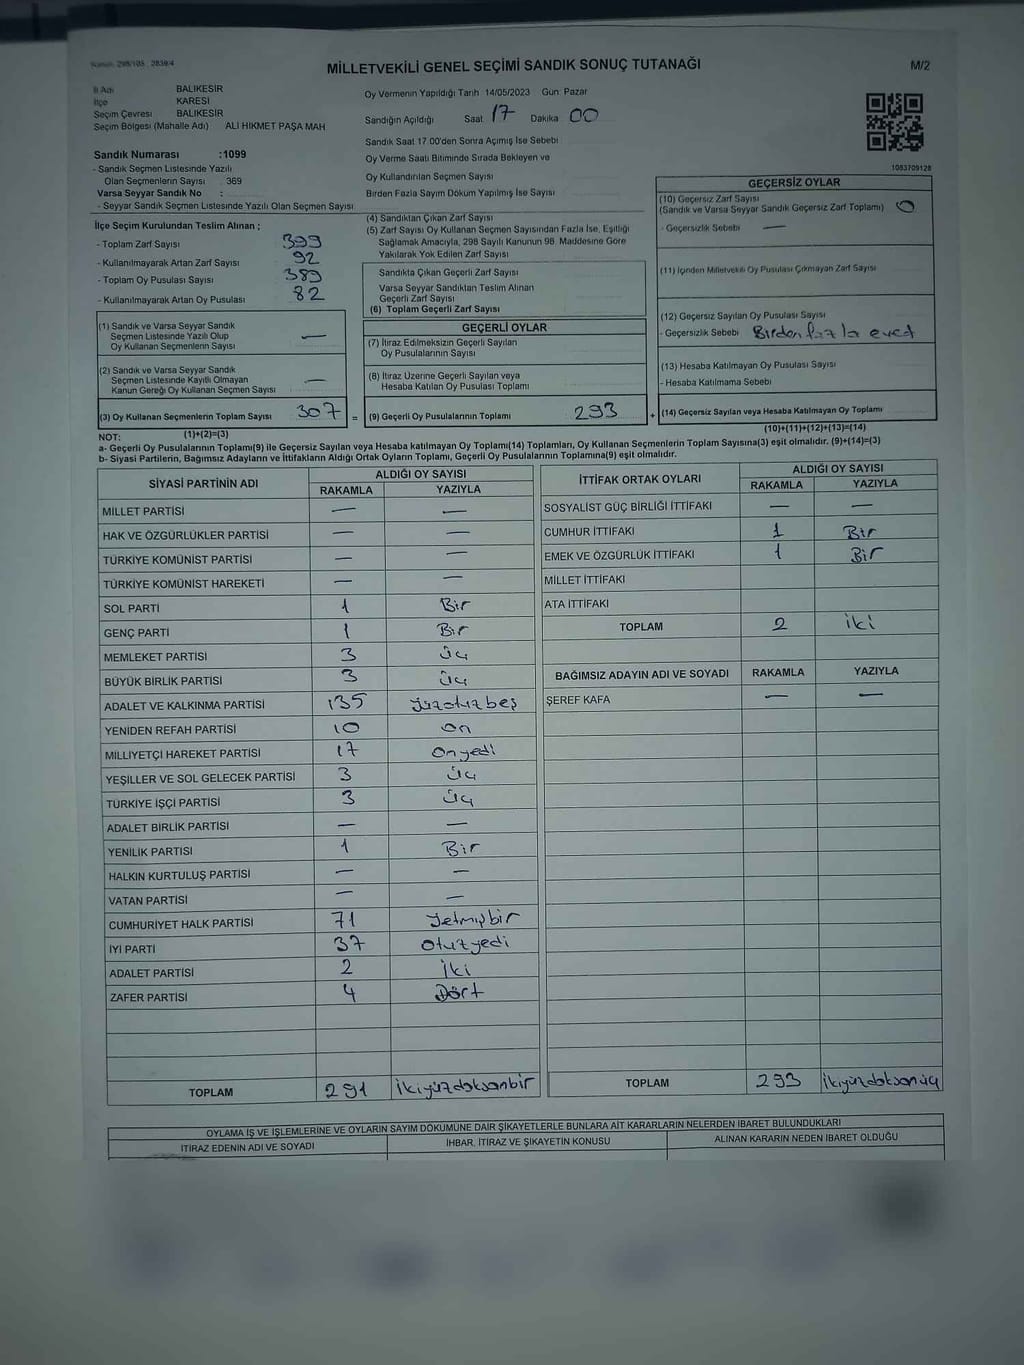 MİLLETVEKİLİ GENEL SEÇİMİ SANDIK SONUÇ TUTANAĞI
M/2
İl Adı BALIKESİR
İlçe KARESİ
Seçim Çevresi BALIKESİR
Seçim Bölgesi (Mahalle Adı) ALİ HİKMET PAŞA MAH
Sandık Numarası :1099
- Sandık Seçmen Listesinde Yazılı
Olan Seçmenlerin Sayısı : 369
Varsa Seyyar Sandık No :
- Seyyar Sandık Seçmen Listesinde Yazılı Olan Seçmen Sayısı
Oy Vermenin Yapıldığı Tarih 14/05/2023 Gün: Pazar
Sandığın Açıldığı Saat 17 Dakika 00
Sandık Saat 17.00'den Sonra Açımış İse Sebebi
Oy Verme Saati Bitiminde Sırada Bekleyen ve
Oy Kullandırılan Seçmen Sayısı
Birden Fazla Sayım Döküm Yapılmış İse Sayısı
1083709128
İlçe Seçim Kurulundan Teslim Alınan ;
- Toplam Zarf Sayısı 399
- Kullanılmayarak Artan Zarf Sayısı 92
- Toplam Oy Pusulası Sayısı 389
- Kullanılmayarak Artan Oy Pusulası 82
(1) Sandık ve Varsa Seyyar Sandık
Seçmen Listesinde Yazılı Olup
Oy Kullanan Seçmenlerin Sayısı —
(2) Sandık ve Varsa Seyyar Sandık
Seçmen Listesinde Kayıtlı Olmayan
Kanun Gereği Oy Kullanan Seçmen Sayısı —
(3) Oy Kullanan Seçmenlerin Toplam Sayısı 307 =
(1)+(2)=(3)
(4) Sandıktan Çıkan Zarf Sayısı
(5) Zarf Sayısı Oy Kullanan Seçmen Sayısından Fazla İse, Eşitliği
Sağlamak Amacıyla, 298 Sayılı Kanunun 98. Maddesine Göre
Yakılarak Yok Edilen Zarf Sayısı
Sandıkta Çıkan Geçerli Zarf Sayısı
Varsa Seyyar Sandıktan Teslim Alınan
Geçerli Zarf Sayısı
(6) Toplam Geçerli Zarf Sayısı
GEÇERLİ OYLAR
(7) İtiraz Edilmeksizin Geçerli Sayılan
Oy Pusulalarının Sayısı
(8) İtiraz Üzerine Geçerli Sayılan veya
Hesaba Katılan Oy Pusulası Toplamı
(9) Geçerli Oy Pusulalarının Toplamı 293 +
GEÇERSİZ OYLAR
(10) Geçersiz Zarf Sayısı
(Sandık ve Varsa Seyyar Sandık Geçersiz Zarf Toplamı) 0
- Geçersizlik Sebebi —
(11) İçinden Milletvekili Oy Pusulası Çıkmayan Zarf Sayısı
(12) Geçersiz Sayılan Oy Pusulası Sayısı
- Geçersizlik Sebebi Birden fazla evet
(13) Hesaba Katılmayan Oy Pusulası Sayısı
- Hesaba Katılmama Sebebi
(14) Geçersiz Sayılan veya Hesaba Katılmayan Oy Toplamı
(10)+(11)+(12)+(13)=(14)
NOT:
a- Geçerli Oy Pusulalarının Toplamı(9) ile Geçersiz Sayılan veya Hesaba katılmayan Oy Toplamı(14) Toplamları, Oy Kullanan Seçmenlerin Toplam Sayısına(3) eşit olmalıdır. (9)+(14)=(3)
b- Siyasi Partilerin, Bağımsız Adayların ve İttifakların Aldığı Ortak Oyların Toplamı, Geçerli Oy Pusulalarının Toplamına(9) eşit olmalıdır.
SİYASİ PARTİNİN ADI ALDIĞI OY SAYISI
RAKAMLA YAZIYLA
MİLLET PARTİSİ — —
HAK VE ÖZGÜRLÜKLER PARTİSİ — —
TÜRKİYE KOMÜNİST PARTİSİ — —
TÜRKİYE KOMÜNİST HAREKETİ — —
SOL PARTİ 1 Bir
GENÇ PARTİ 1 Bir
MEMLEKET PARTİSİ 3 Üç
BÜYÜK BİRLİK PARTİSİ 3 Üç
ADALET VE KALKINMA PARTİSİ 135 Yüzotuzbeş
YENİDEN REFAH PARTİSİ 10 On
MİLLİYETÇİ HAREKET PARTİSİ 17 Onyedi
YEŞİLLER VE SOL GELECEK PARTİSİ 3 Üç
TÜRKİYE İŞÇİ PARTİSİ 3 Üç
ADALET BİRLİK PARTİSİ — —
YENİLİK PARTİSİ 1 Bir
HALKIN KURTULUŞ PARTİSİ — —
VATAN PARTİSİ — —
CUMHURİYET HALK PARTİSİ 71 Yetmişbir
İYİ PARTİ 37 Otuzyedi
ADALET PARTİSİ 2 İki
ZAFER PARTİSİ 4 Dört
TOPLAM 291 İkiyüzdoksanbir
İTTİFAK ORTAK OYLARI ALDIĞI OY SAYISI
RAKAMLA YAZIYLA
SOSYALİST GÜÇ BİRLİĞİ İTTİFAKI — —
CUMHUR İTTİFAKI 1 Bir
EMEK VE ÖZGÜRLÜK İTTİFAKI 1 Bir
MİLLET İTTİFAKI
ATA İTTİFAKI
TOPLAM 2 İki
BAĞIMSIZ ADAYIN ADI VE SOYADI RAKAMLA YAZIYLA
ŞEREF KAFA — —
TOPLAM 293 İkiyüzdoksanüç
OYLAMA İŞ VE İŞLEMLERİNE VE OYLARIN SAYIM DÖKÜMÜNE DAİR ŞİKAYETLERLE BUNLARA AİT KARARLARIN NELERDEN İBARET BULUNDUKLARI
İTİRAZ EDENİN ADI VE SOYADI İHBAR, İTİRAZ VE ŞİKAYETİN KONUSU ALINAN KARARIN NEDEN İBARET OLDUĞU